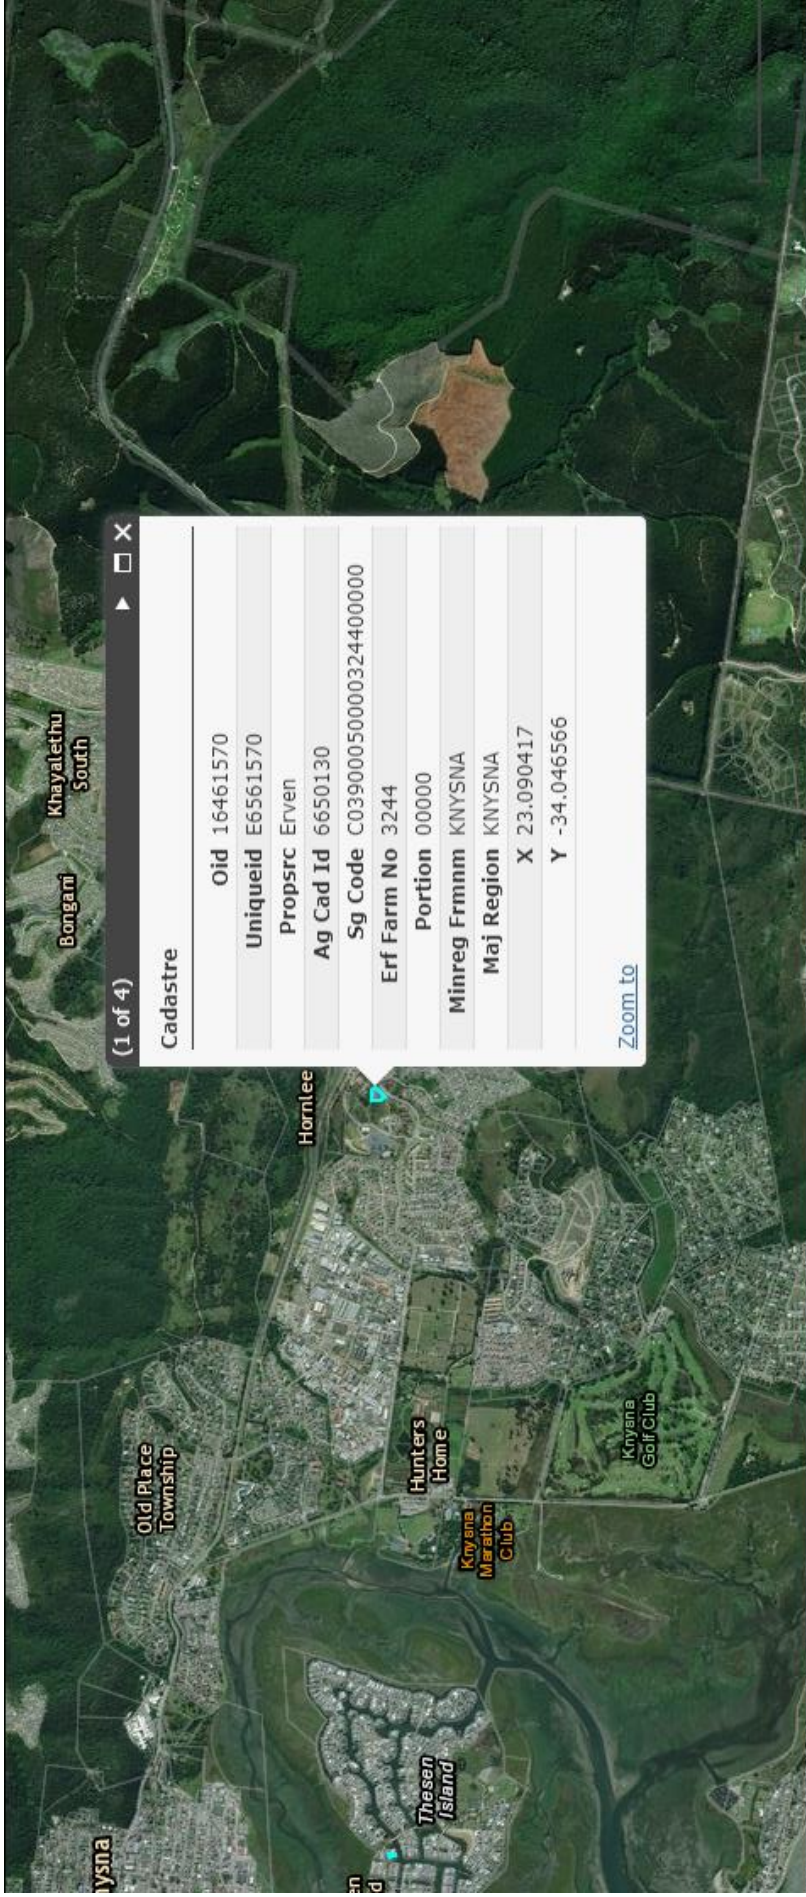 (1 of 4)
Cadastre
Oid 16461570
Uniqueid E6561570
Propsrc Erven
Ag Cad Id 6650130
Sg Code C03900050000324400000
Erf Farm No 3244
Portion 00000
Minreg Frmnm KNYSNA
Maj Region KNYSNA
X 23.090417
Y -34.046566
Zoom to
Bongani
Khayalethu
South
Hornlee
Old Place
Township
Hunters
Home
Knysna
Marathon
Club
Knysna
Golf Club
Thesen
Island
nysna
en
d